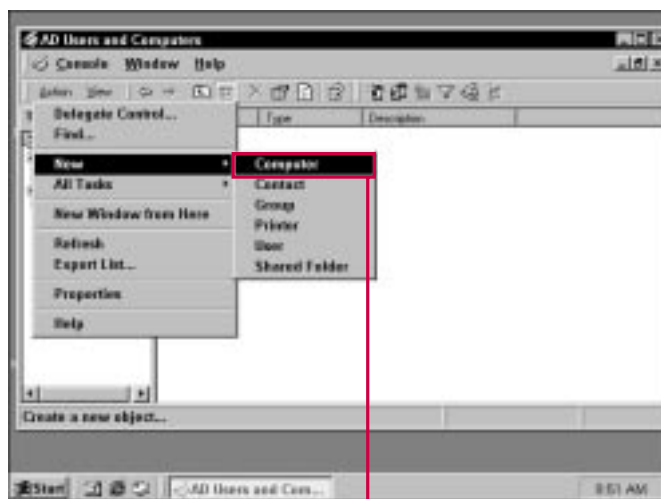 AD Users and Computers
Console Window Help
Action View
Type Description
Delegate Control...
Find...
New
All Tasks
New Window from Here
Refresh
Export List...
Properties
Help
Computer
Contact
Group
Printer
User
Shared Folder
Create a new object...
Start AD Users and Com... 9:51 AM